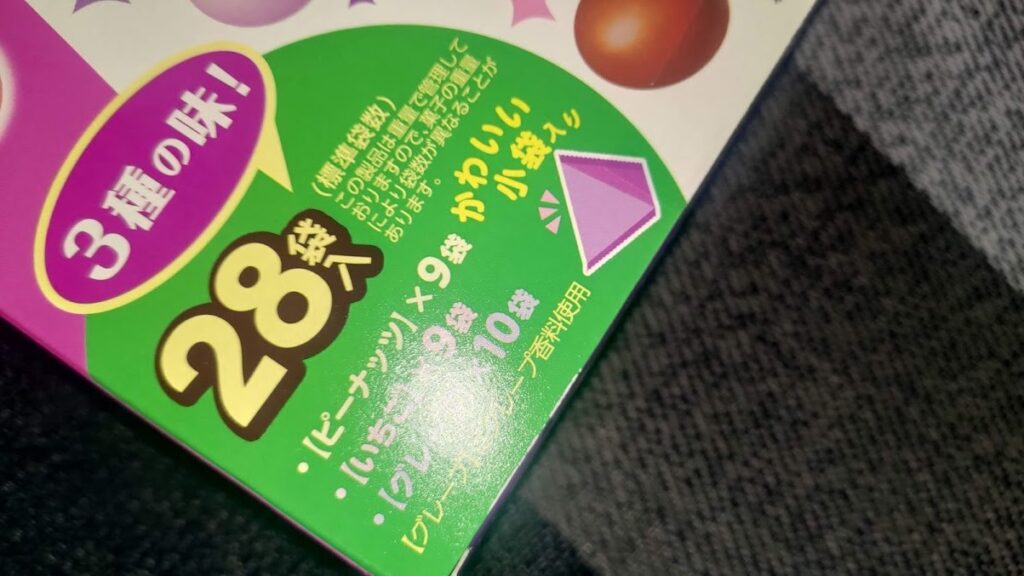 3種の味!
28袋入
(標準袋数)
この製品は重量で管理して
おりますので、菓子の重量
により袋数が異なることが
あります。
かわいい
小袋入り
・【ピーナッツ】×9袋
・【いちご】×9袋
・【グレープ】×10袋
【グレープ】グレープ香料使用